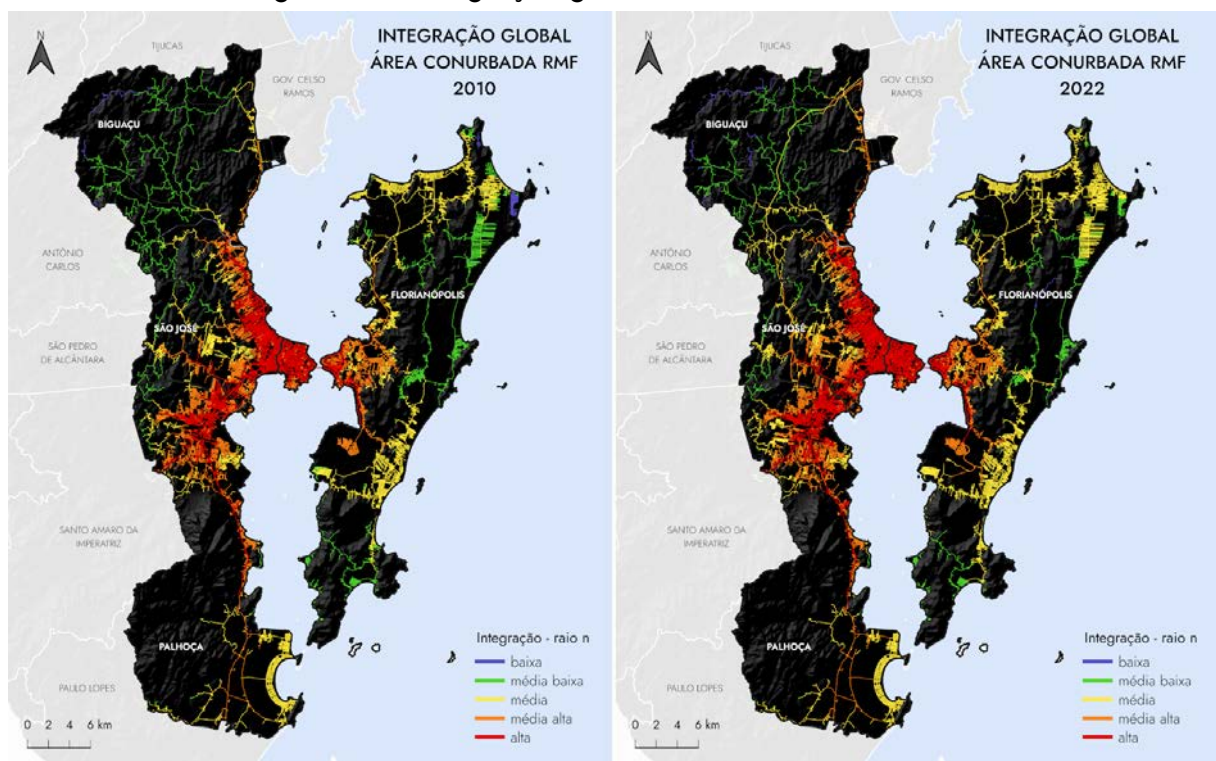 N
INTEGRAÇÃO GLOBAL
ÁREA CONURBADA RMF
2010
TIJUCAS
GOV. CELSO
RAMOS
BIGUAÇU
ANTÔNIO
CARLOS
FLORIANÓPOLIS
SÃO JOSÉ
SÃO PEDRO
DE ALCÂNTARA
SANTO AMARO DA
IMPERATRIZ
PALHOÇA
PAULO LOPES
Integração - raio n
baixa
média baixa
média
média alta
alta
0 2 4 6 km
N
INTEGRAÇÃO GLOBAL
ÁREA CONURBADA RMF
2022
TIJUCAS
GOV. CELSO
RAMOS
BIGUAÇU
ANTÔNIO
CARLOS
FLORIANÓPOLIS
SÃO JOSÉ
SÃO PEDRO
DE ALCÂNTARA
SANTO AMARO DA
IMPERATRIZ
PALHOÇA
PAULO LOPES
Integração - raio n
baixa
média baixa
média
média alta
alta
0 2 4 6 km